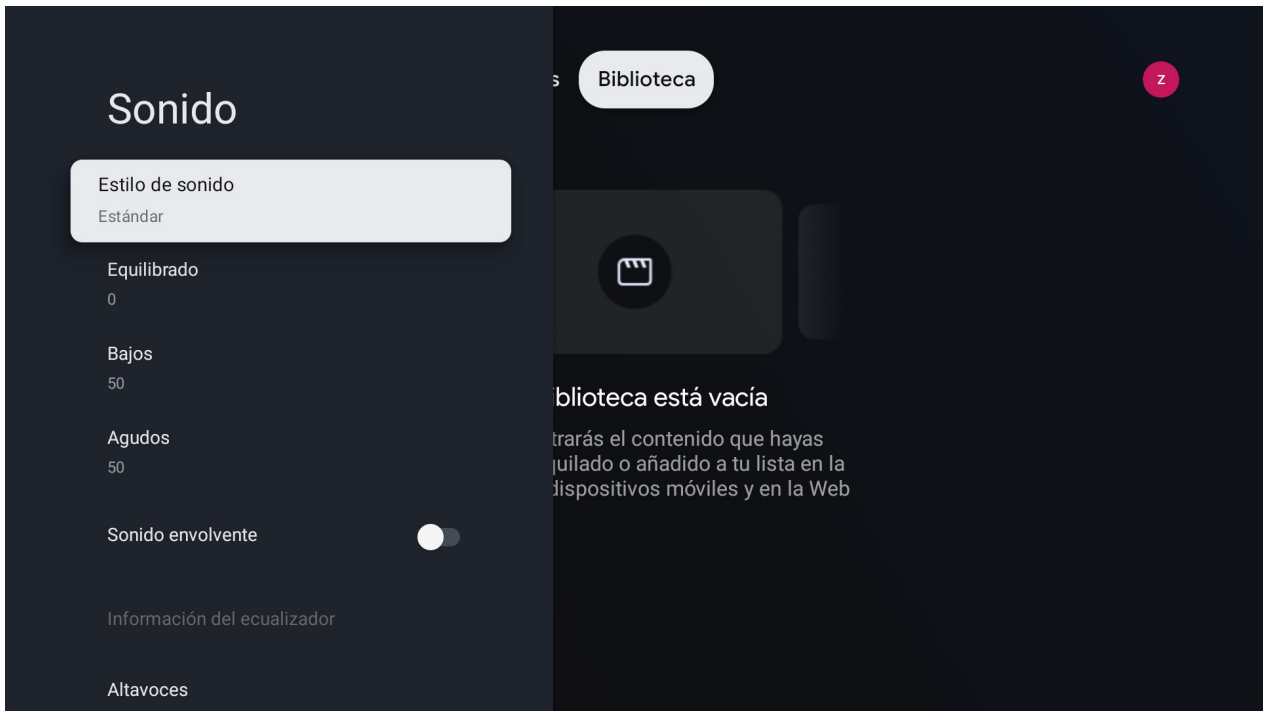 Sonido
Estilo de sonido
Estándar
Equilibrado
0
Bajos
50
Agudos
50
Sonido envolvente
Información del ecualizador
Altavoces
s
Biblioteca
Z
iblioteca está vacía
trarás el contenido que hayas
quilado o añadido a tu lista en la
dispositivos móviles y en la Web